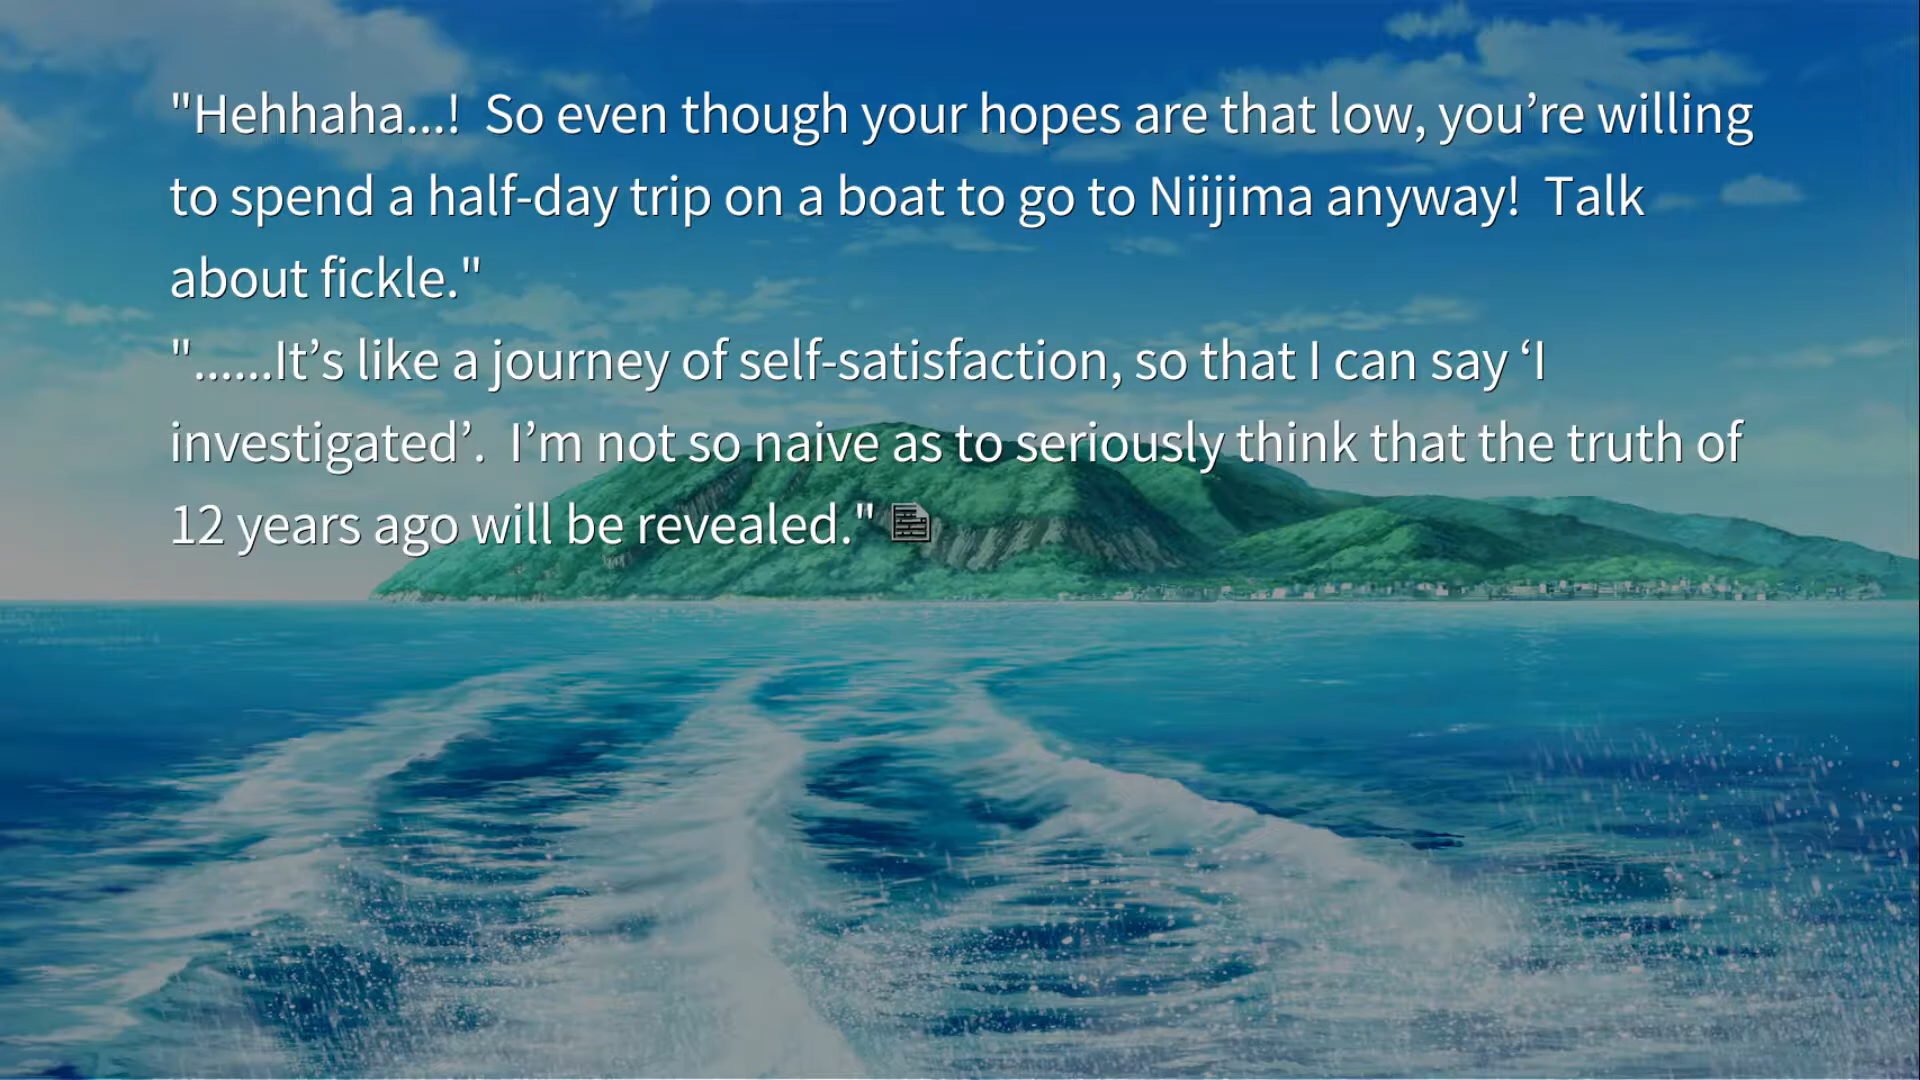 "Hehhaha...!  So even though your hopes are that low, you’re willing
to spend a half-day trip on a boat to go to Niijima anyway!  Talk
about fickle."
"......It’s like a journey of self-satisfaction, so that I can say ‘I
investigated’.  I’m not so naive as to seriously think that the truth of
12 years ago will be revealed."